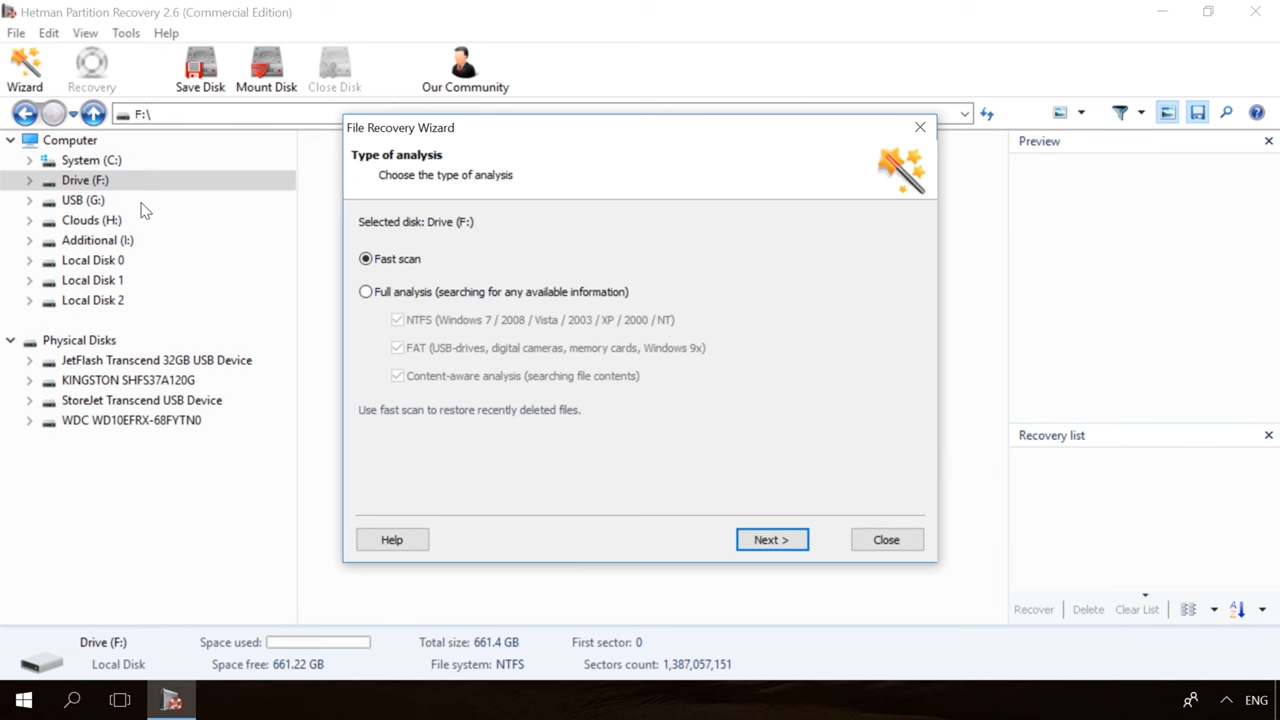 Hetman Partition Recovery 2.6 (Commercial Edition)
File Edit View Tools Help
Wizard Recovery Save Disk Mount Disk Close Disk Our Community
F:\
Computer
System (C:)
Drive (F:)
USB (G:)
Clouds (H:)
Additional (I:)
Local Disk 0
Local Disk 1
Local Disk 2
Physical Disks
JetFlash Transcend 32GB USB Device
KINGSTON SHFS37A120G
StoreJet Transcend USB Device
WDC WD10EFRX-68FYTN0
File Recovery Wizard
Type of analysis
Choose the type of analysis
Selected disk: Drive (F:)
Fast scan
Full analysis (searching for any available information)
NTFS (Windows 7 / 2008 / Vista / 2003 / XP / 2000 / NT)
FAT (USB-drives, digital cameras, memory cards, Windows 9x)
Content-aware analysis (searching file contents)
Use fast scan to restore recently deleted files.
Help Next > Close
Preview
Recovery list
Recover Delete Clear List
Drive (F:) Space used: Total size: 661.4 GB First sector: 0
Local Disk Space free: 661.22 GB File system: NTFS Sectors count: 1,387,057,151
ENG